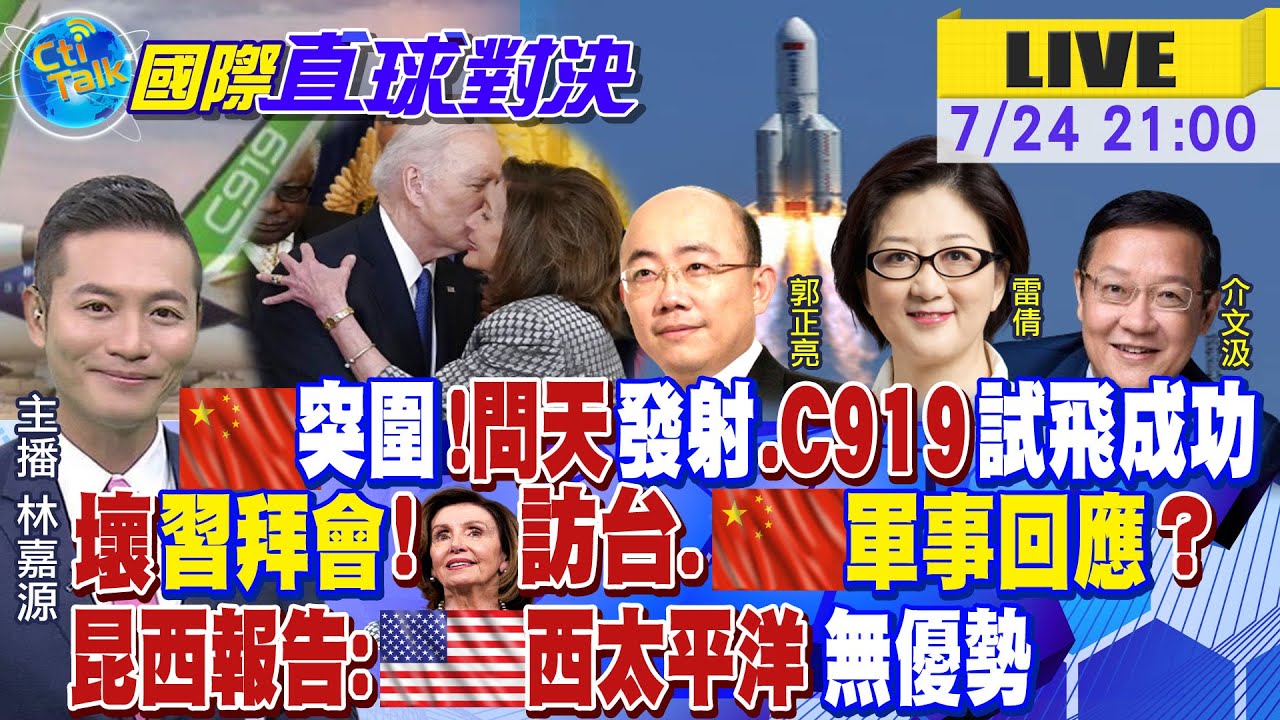 Cti Talk
國際直球對決
LIVE
7/24 21:00
C919
郭正亮
雷倩
介文汲
主播 林嘉源
突圍!問天發射.C919試飛成功
壞習拜會! 訪台. 軍事回應?
昆西報告: 西太平洋 無優勢